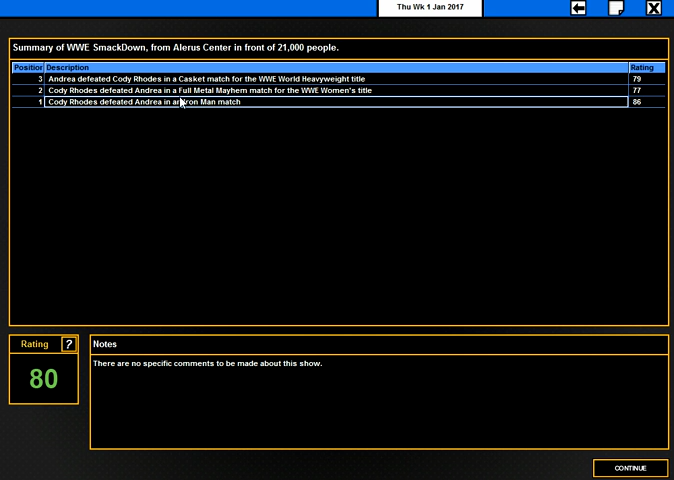 Thu Wk 1 Jan 2017
Summary of WWE SmackDown, from Alerus Center in front of 21,000 people.
Position Description Rating
3 Andrea defeated Cody Rhodes in a Casket match for the WWE World Heavyweight title 79
2 Cody Rhodes defeated Andrea in a Full Metal Mayhem match for the WWE Women's title 77
1 Cody Rhodes defeated Andrea in an Iron Man match 86
Rating ?
80
Notes
There are no specific comments to be made about this show.
CONTINUE